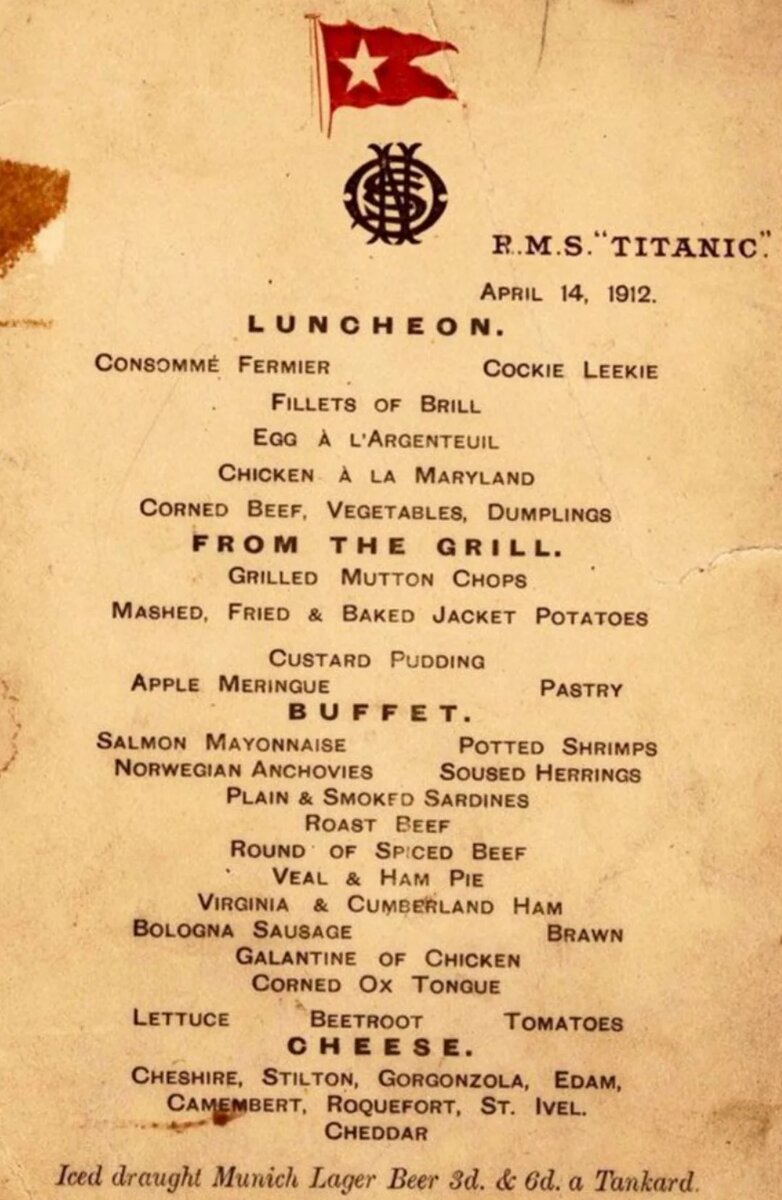 R.M.S. "TITANIC."
APRIL 14, 1912.
LUNCHEON.
CONSOMMÉ FERMIER COCKIE LEEKIE
FILLETS OF BRILL
EGG À L'ARGENTEUIL
CHICKEN À LA MARYLAND
CORNED BEEF, VEGETABLES, DUMPLINGS
FROM THE GRILL.
GRILLED MUTTON CHOPS
MASHED, FRIED & BAKED JACKET POTATOES
CUSTARD PUDDING
APPLE MERINGUE PASTRY
BUFFET.
SALMON MAYONNAISE POTTED SHRIMPS
NORWEGIAN ANCHOVIES SOUSED HERRINGS
PLAIN & SMOKED SARDINES
ROAST BEEF
ROUND OF SPICED BEEF
VEAL & HAM PIE
VIRGINIA & CUMBERLAND HAM
BOLOGNA SAUSAGE BRAWN
GALANTINE OF CHICKEN
CORNED OX TONGUE
LETTUCE BEETROOT TOMATOES
CHEESE.
CHESHIRE, STILTON, GORGONZOLA, EDAM,
CAMEMBERT, ROQUEFORT, ST. IVEL.
CHEDDAR
Iced draught Munich Lager Beer 3d. & 6d. a Tankard.